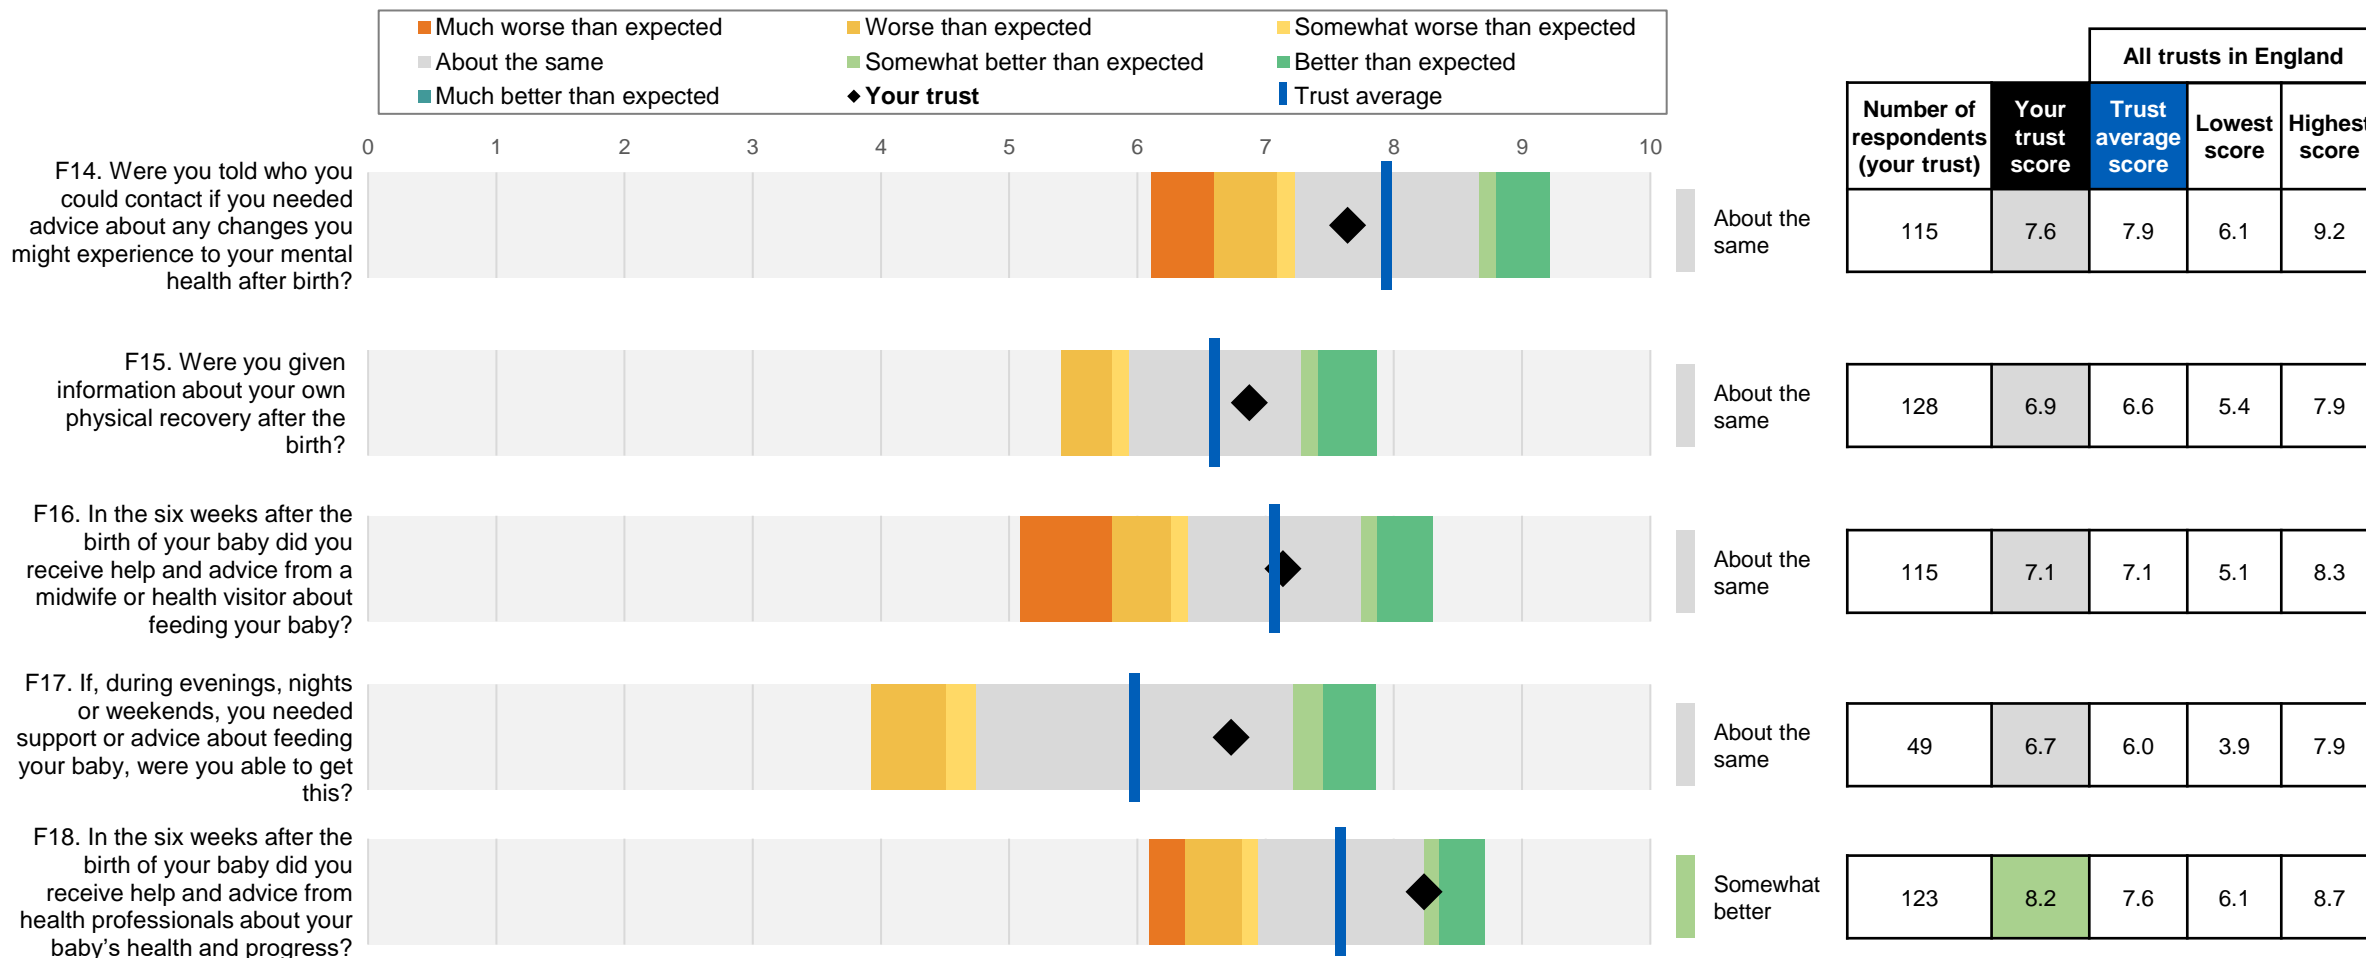 Much worse than expected
Worse than expected
Somewhat worse than expected
About the same
Somewhat better than expected
Better than expected
Much better than expected
Your trust
Trust average
All trusts in England
Number of
respondents
(your trust)
Your
trust
score
Trust
average
score
Lowest
score
Highest
score
0 1 2 3 4 5 6 7 8 9 10
F14. Were you told who you
could contact if you needed
advice about any changes you
might experience to your mental
health after birth?
About the
same
115 7.6 7.9 6.1 9.2
F15. Were you given
information about your own
physical recovery after the
birth?
About the
same
128 6.9 6.6 5.4 7.9
F16. In the six weeks after the
birth of your baby did you
receive help and advice from a
midwife or health visitor about
feeding your baby?
About the
same
115 7.1 7.1 5.1 8.3
F17. If, during evenings, nights
or weekends, you needed
support or advice about feeding
your baby, were you able to get
this?
About the
same
49 6.7 6.0 3.9 7.9
F18. In the six weeks after the
birth of your baby did you
receive help and advice from
health professionals about your
baby’s health and progress?
Somewhat
better
123 8.2 7.6 6.1 8.7